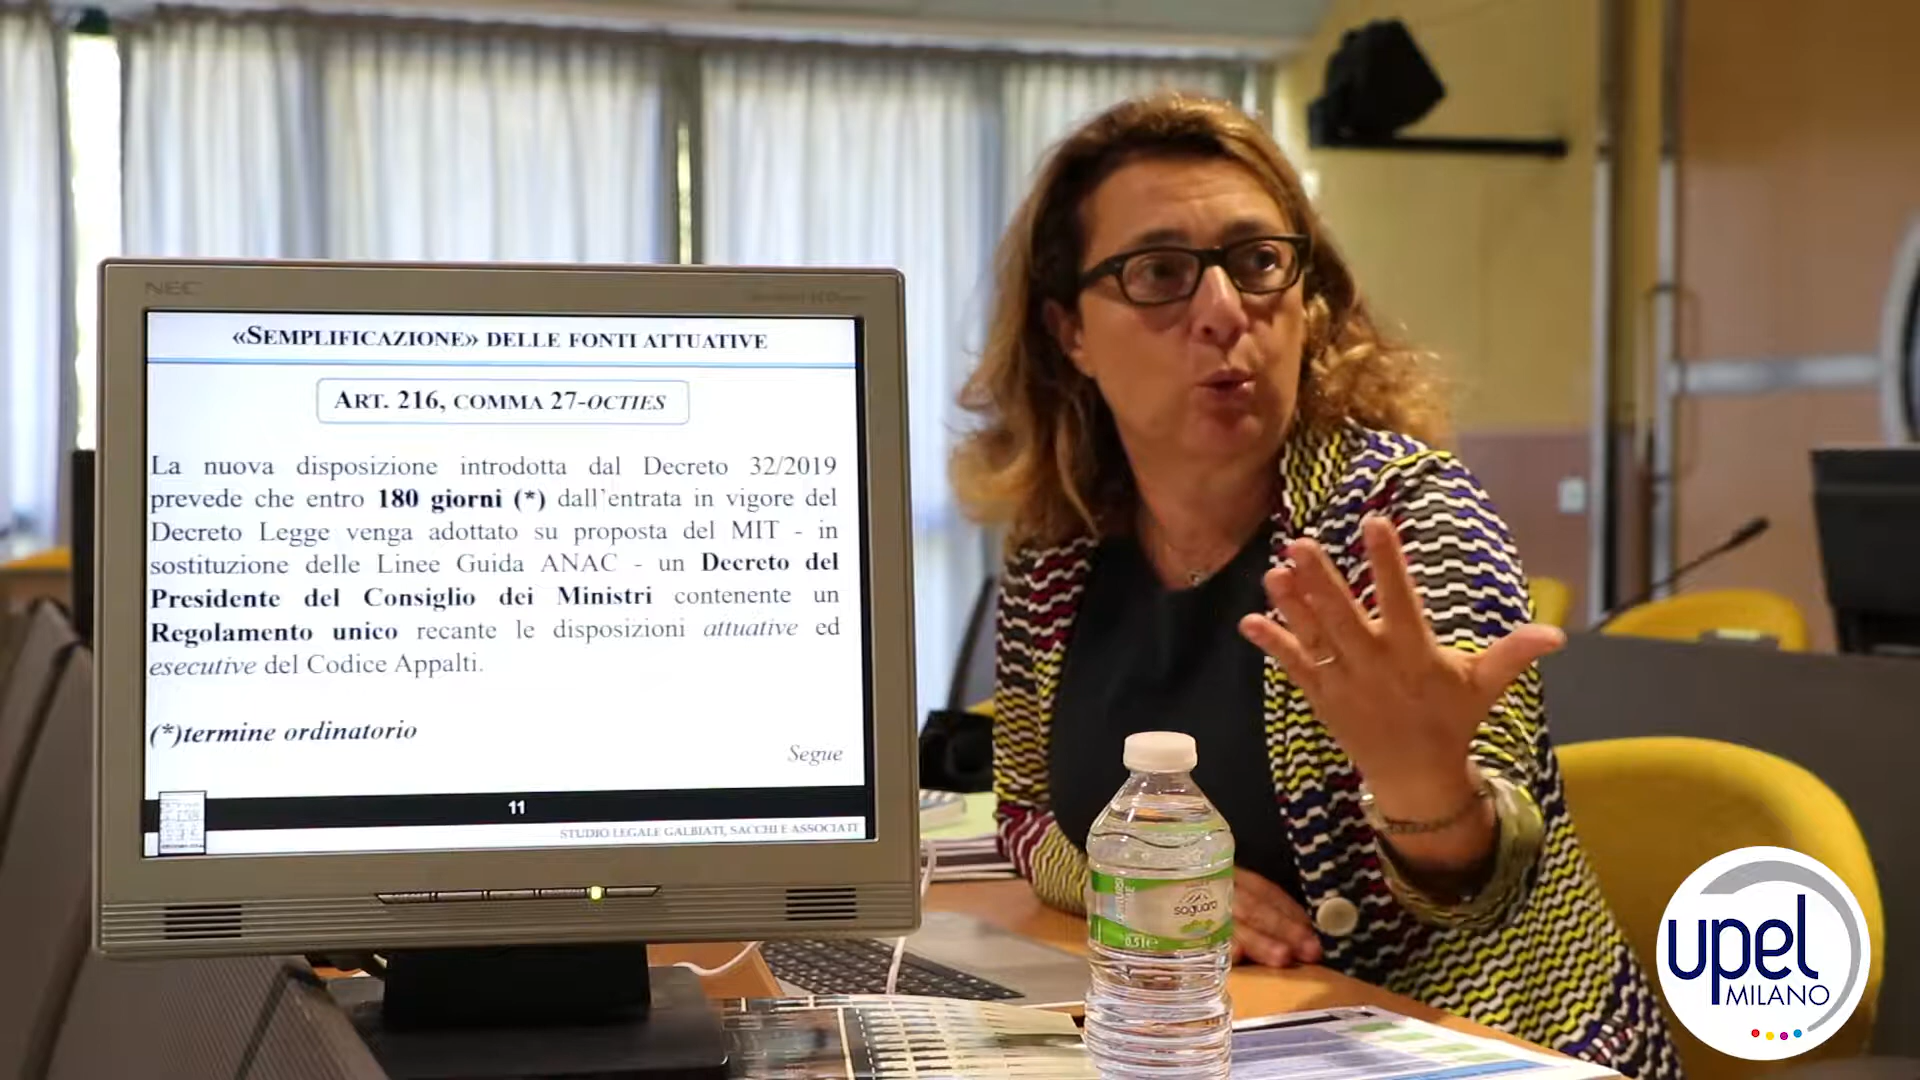 NEC
«SEMPLIFICAZIONE» DELLE FONTI ATTUATIVE
ART. 216, COMMA 27-OCTIES
La nuova disposizione introdotta dal Decreto 32/2019
prevede che entro 180 giorni (*) dall'entrata in vigore del
Decreto Legge venga adottato su proposta del MIT - in
sostituzione delle Linee Guida ANAC - un Decreto del
Presidente del Consiglio dei Ministri contenente un
Regolamento unico recante le disposizioni attuative ed
esecutive del Codice Appalti.
(*)termine ordinatorio
Segue
11
STUDIO LEGALE GALBIATI, SACCHI E ASSOCIATI
saguaro
0,5 l e
upel
MILANO